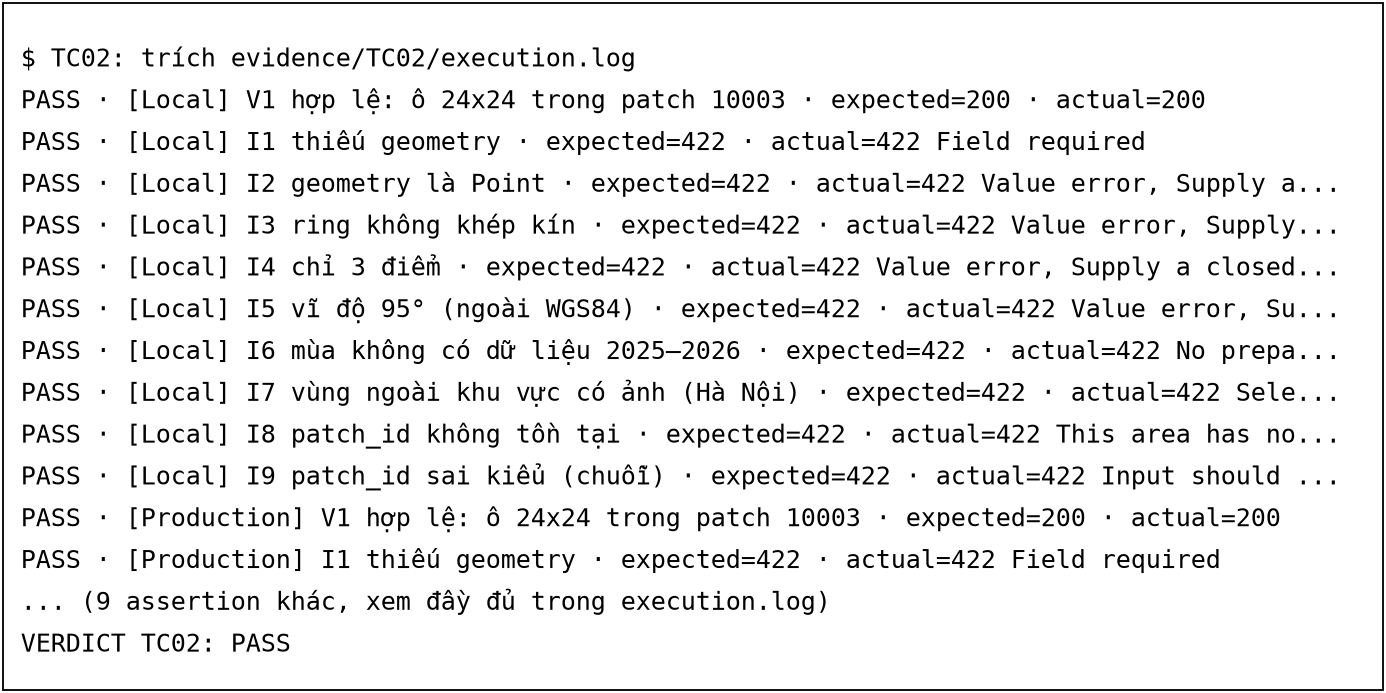 $ TC02: trích evidence/TC02/execution.log
PASS · [Local] V1 hợp lệ: ô 24x24 trong patch 10003 · expected=200 · actual=200
PASS · [Local] I1 thiếu geometry · expected=422 · actual=422 Field required
PASS · [Local] I2 geometry là Point · expected=422 · actual=422 Value error, Supply a...
PASS · [Local] I3 ring không khép kín · expected=422 · actual=422 Value error, Supply...
PASS · [Local] I4 chỉ 3 điểm · expected=422 · actual=422 Value error, Supply a closed...
PASS · [Local] I5 vĩ độ 95° (ngoài WGS84) · expected=422 · actual=422 Value error, Su...
PASS · [Local] I6 mùa không có dữ liệu 2025–2026 · expected=422 · actual=422 No prepa...
PASS · [Local] I7 vùng ngoài khu vực có ảnh (Hà Nội) · expected=422 · actual=422 Sele...
PASS · [Local] I8 patch_id không tồn tại · expected=422 · actual=422 This area has no...
PASS · [Local] I9 patch_id sai kiểu (chuỗi) · expected=422 · actual=422 Input should ...
PASS · [Production] V1 hợp lệ: ô 24x24 trong patch 10003 · expected=200 · actual=200
PASS · [Production] I1 thiếu geometry · expected=422 · actual=422 Field required
... (9 assertion khác, xem đầy đủ trong execution.log)
VERDICT TC02: PASS